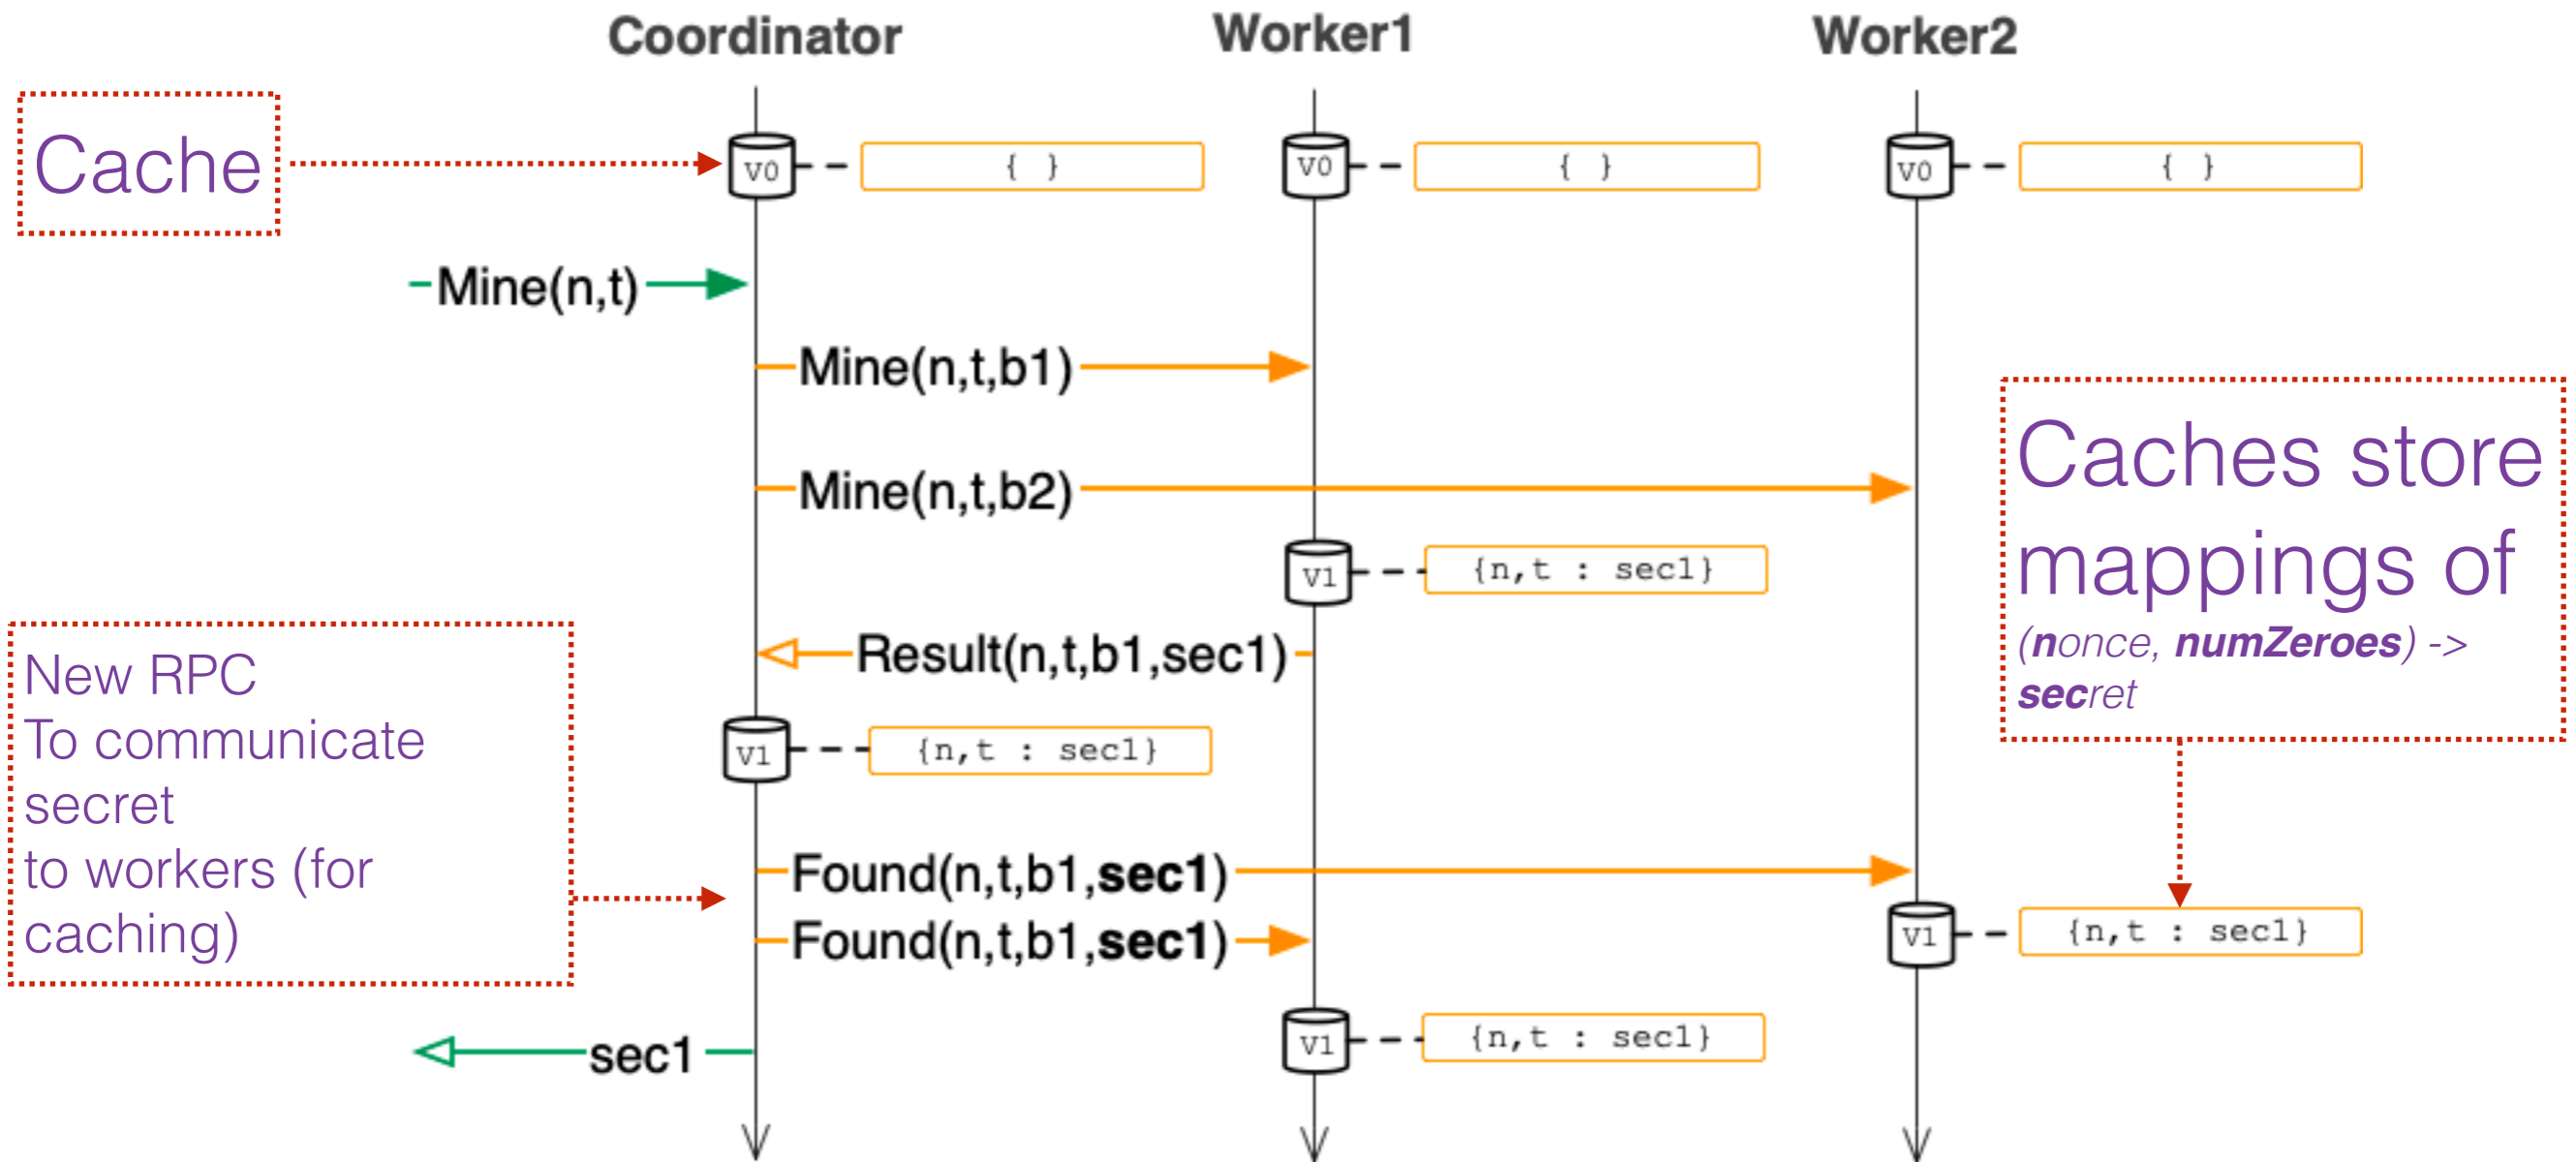 Coordinator Worker1 Worker2
Cache
V0 { } V0 { } V0 { }
Mine(n,t)
Mine(n,t,b1)
Mine(n,t,b2)
Caches store
mappings of
(nonce, numZeroes) ->
secret
V1 {n,t : sec1}
Result(n,t,b1,sec1)
New RPC
To communicate
secret
to workers (for
caching)
V1 {n,t : sec1}
Found(n,t,b1,sec1)
V1 {n,t : sec1}
Found(n,t,b1,sec1)
V1 {n,t : sec1}
sec1